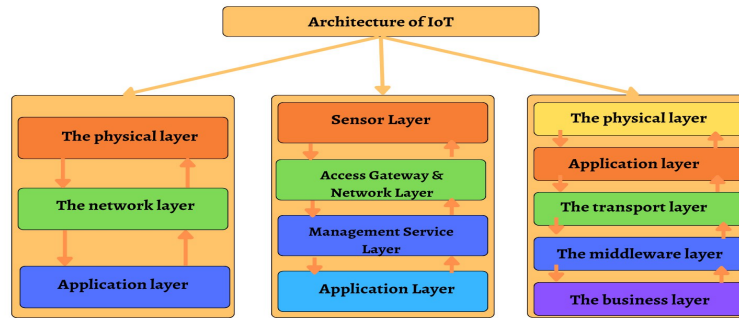 Architecture of IoT
The physical layer
The network layer
Application layer
Sensor Layer
Access Gateway &
Network Layer
Management Service
Layer
Application Layer
The physical layer
Application layer
The transport layer
The middleware layer
The business layer